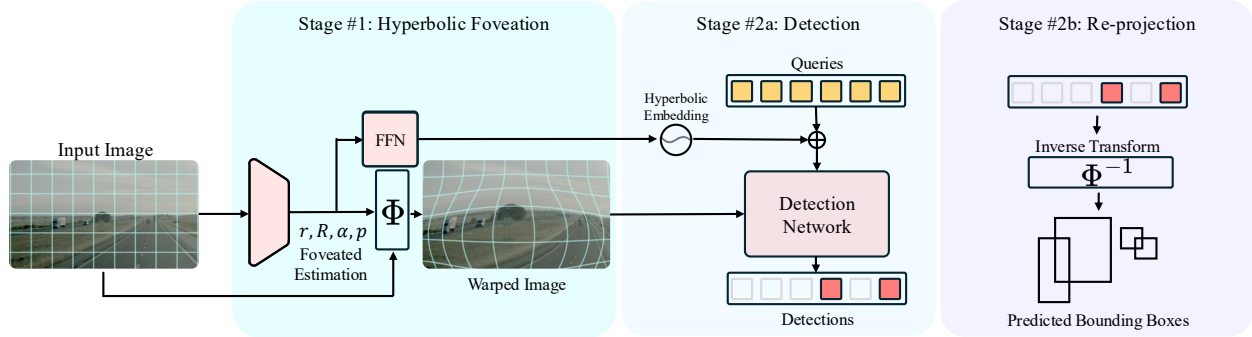 Stage #1: Hyperbolic Foveation
Stage #2a: Detection
Stage #2b: Re-projection
Input Image
FFN
r, R, α, p
Foveated
Estimation
Φ
Warped Image
Hyperbolic
Embedding
Queries
Detection
Network
Detections
Inverse Transform
Φ⁻¹
Predicted Bounding Boxes